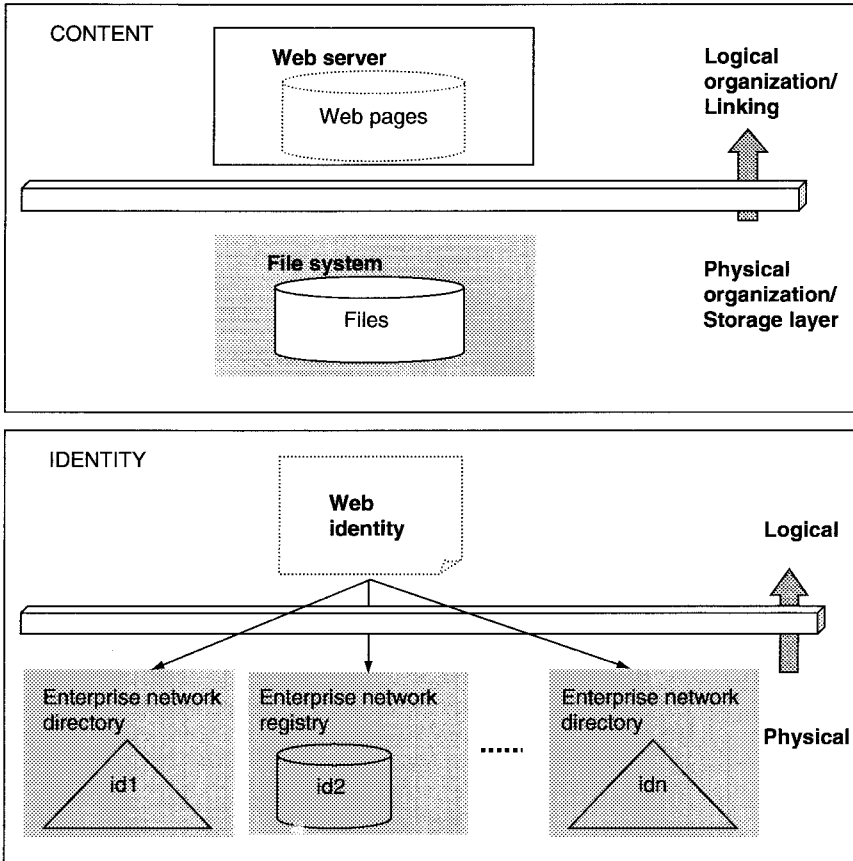 CONTENT
Web server
Web pages
Logical
organization/
Linking
File system
Files
Physical
organization/
Storage layer
IDENTITY
Web
identity
Logical
Enterprise network
directory
id1
Enterprise network
registry
id2
Enterprise network
directory
idn
Physical